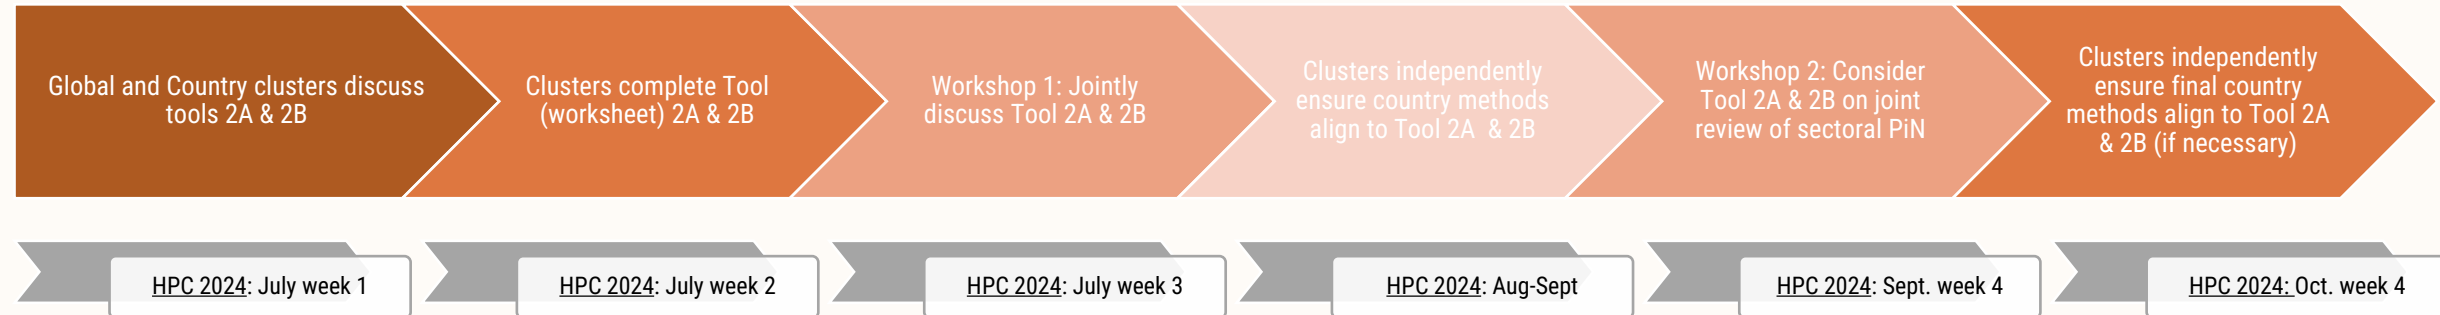 Global and Country clusters discuss
tools 2A & 2B
Clusters complete Tool
(worksheet) 2A & 2B
Workshop 1: Jointly
discuss Tool 2A & 2B
Clusters independently
ensure country methods
align to Tool 2A & 2B
Workshop 2: Consider
Tool 2A & 2B on joint
review of sectoral PiN
Clusters independently
ensure final country
methods align to Tool 2A
& 2B (if necessary)
HPC 2024: July week 1
HPC 2024: July week 2
HPC 2024: July week 3
HPC 2024: Aug-Sept
HPC 2024: Sept. week 4
HPC 2024: Oct. week 4